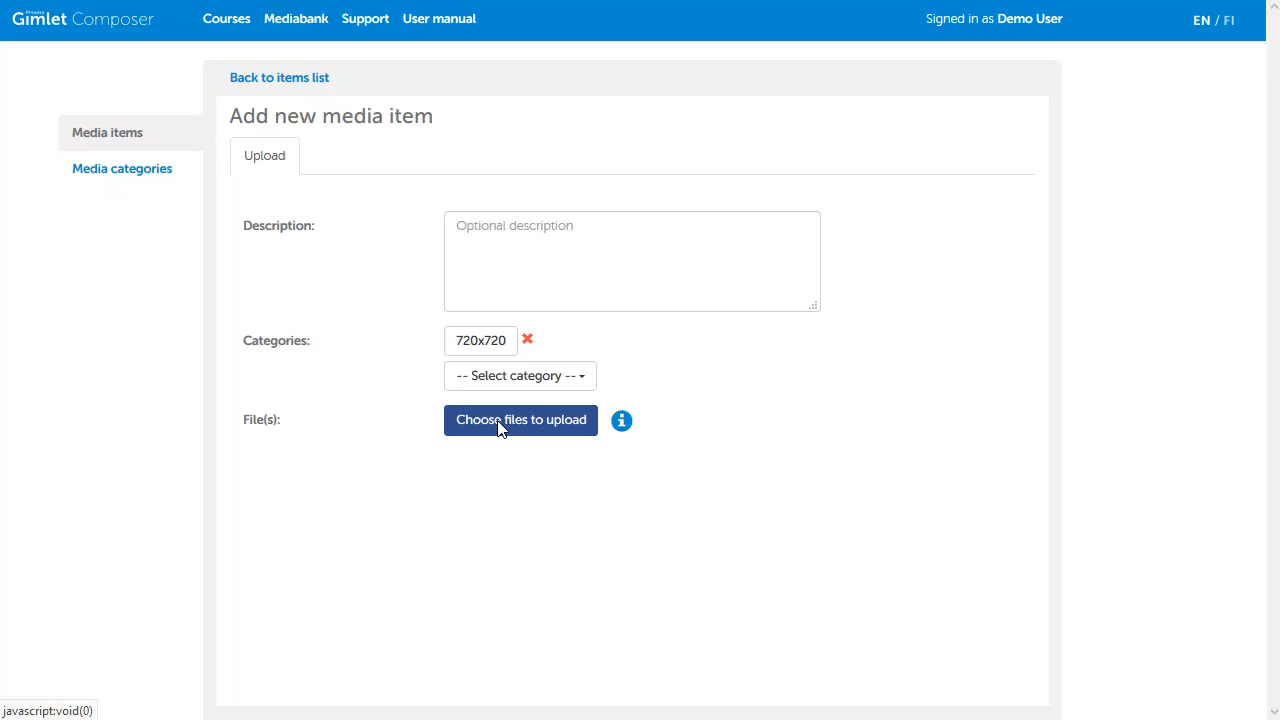 Prowise
Gimlet Composer
Courses Mediabank Support User manual
Signed in as Demo User
EN / FI
Back to items list
Media items
Media categories
Add new media item
Upload
Description:
Optional description
Categories:
720x720
-- Select category --
File(s):
Choose files to upload
javascript:void(0)